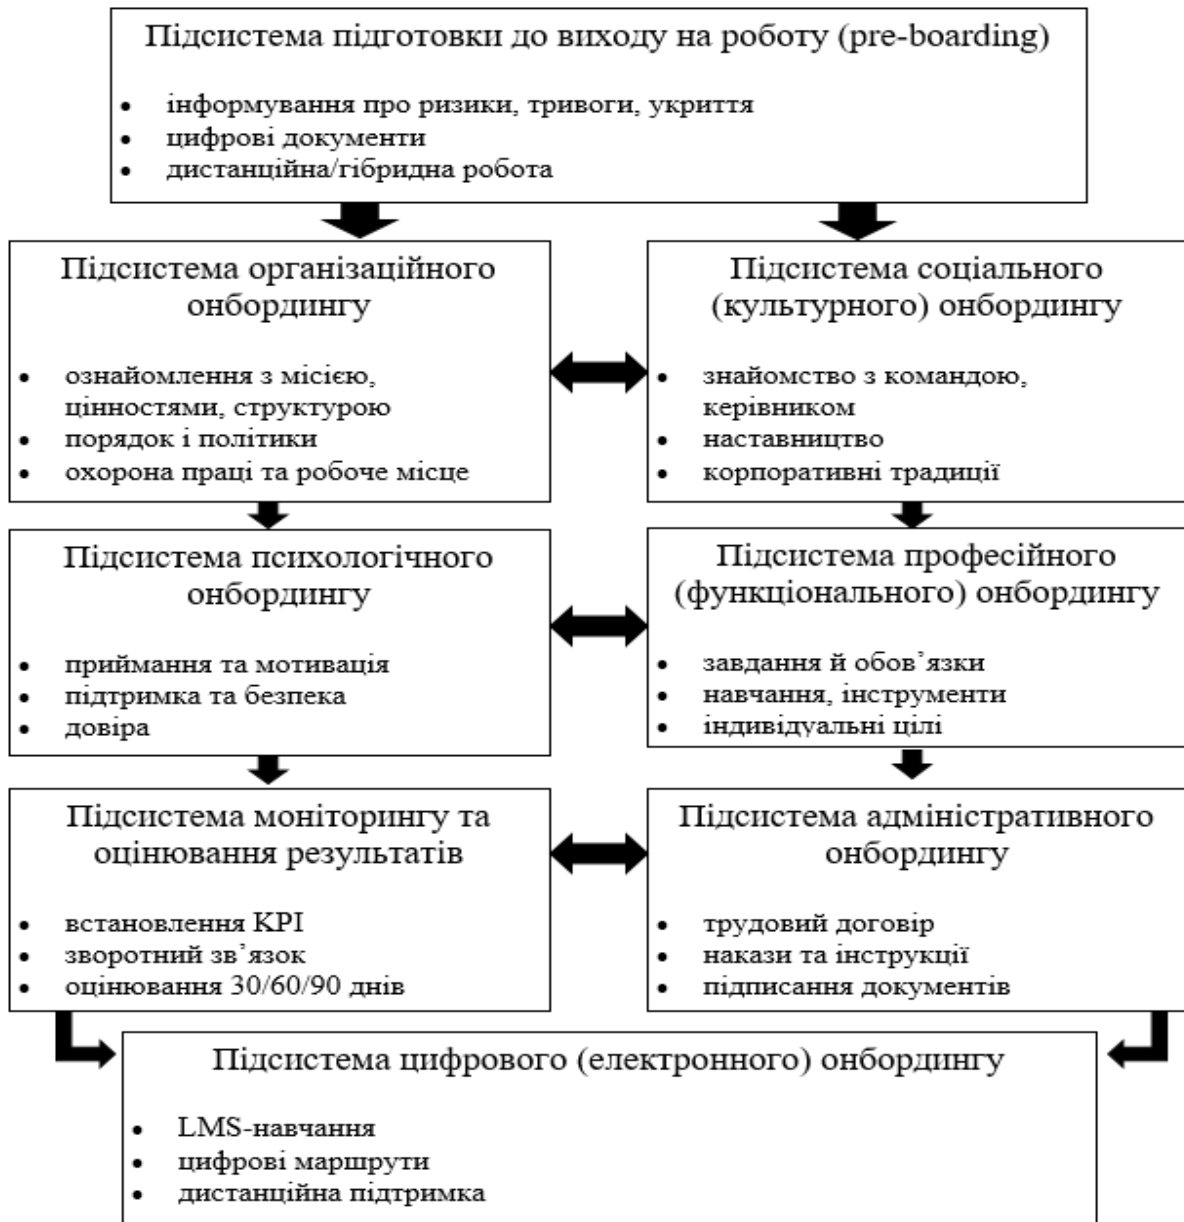 Підсистема підготовки до виходу на роботу (pre-boarding)
• інформування про ризики, тривоги, укриття
• цифрові документи
• дистанційна/гібридна робота
Підсистема організаційного
онбордингу
• ознайомлення з місією,
цінностями, структурою
• порядок і політики
• охорона праці та робоче місце
Підсистема соціального
(культурного) онбордингу
• знайомство з командою,
керівником
• наставництво
• корпоративні традиції
Підсистема психологічного
онбордингу
• приймання та мотивація
• підтримка та безпека
• довіра
Підсистема професійного
(функціонального) онбордингу
• завдання й обов’язки
• навчання, інструменти
• індивідуальні цілі
Підсистема моніторингу та
оцінювання результатів
• встановлення KPI
• зворотний зв’язок
• оцінювання 30/60/90 днів
Підсистема адміністративного
онбордингу
• трудовий договір
• накази та інструкції
• підписання документів
Підсистема цифрового (електронного) онбордингу
• LMS-навчання
• цифрові маршрути
• дистанційна підтримка